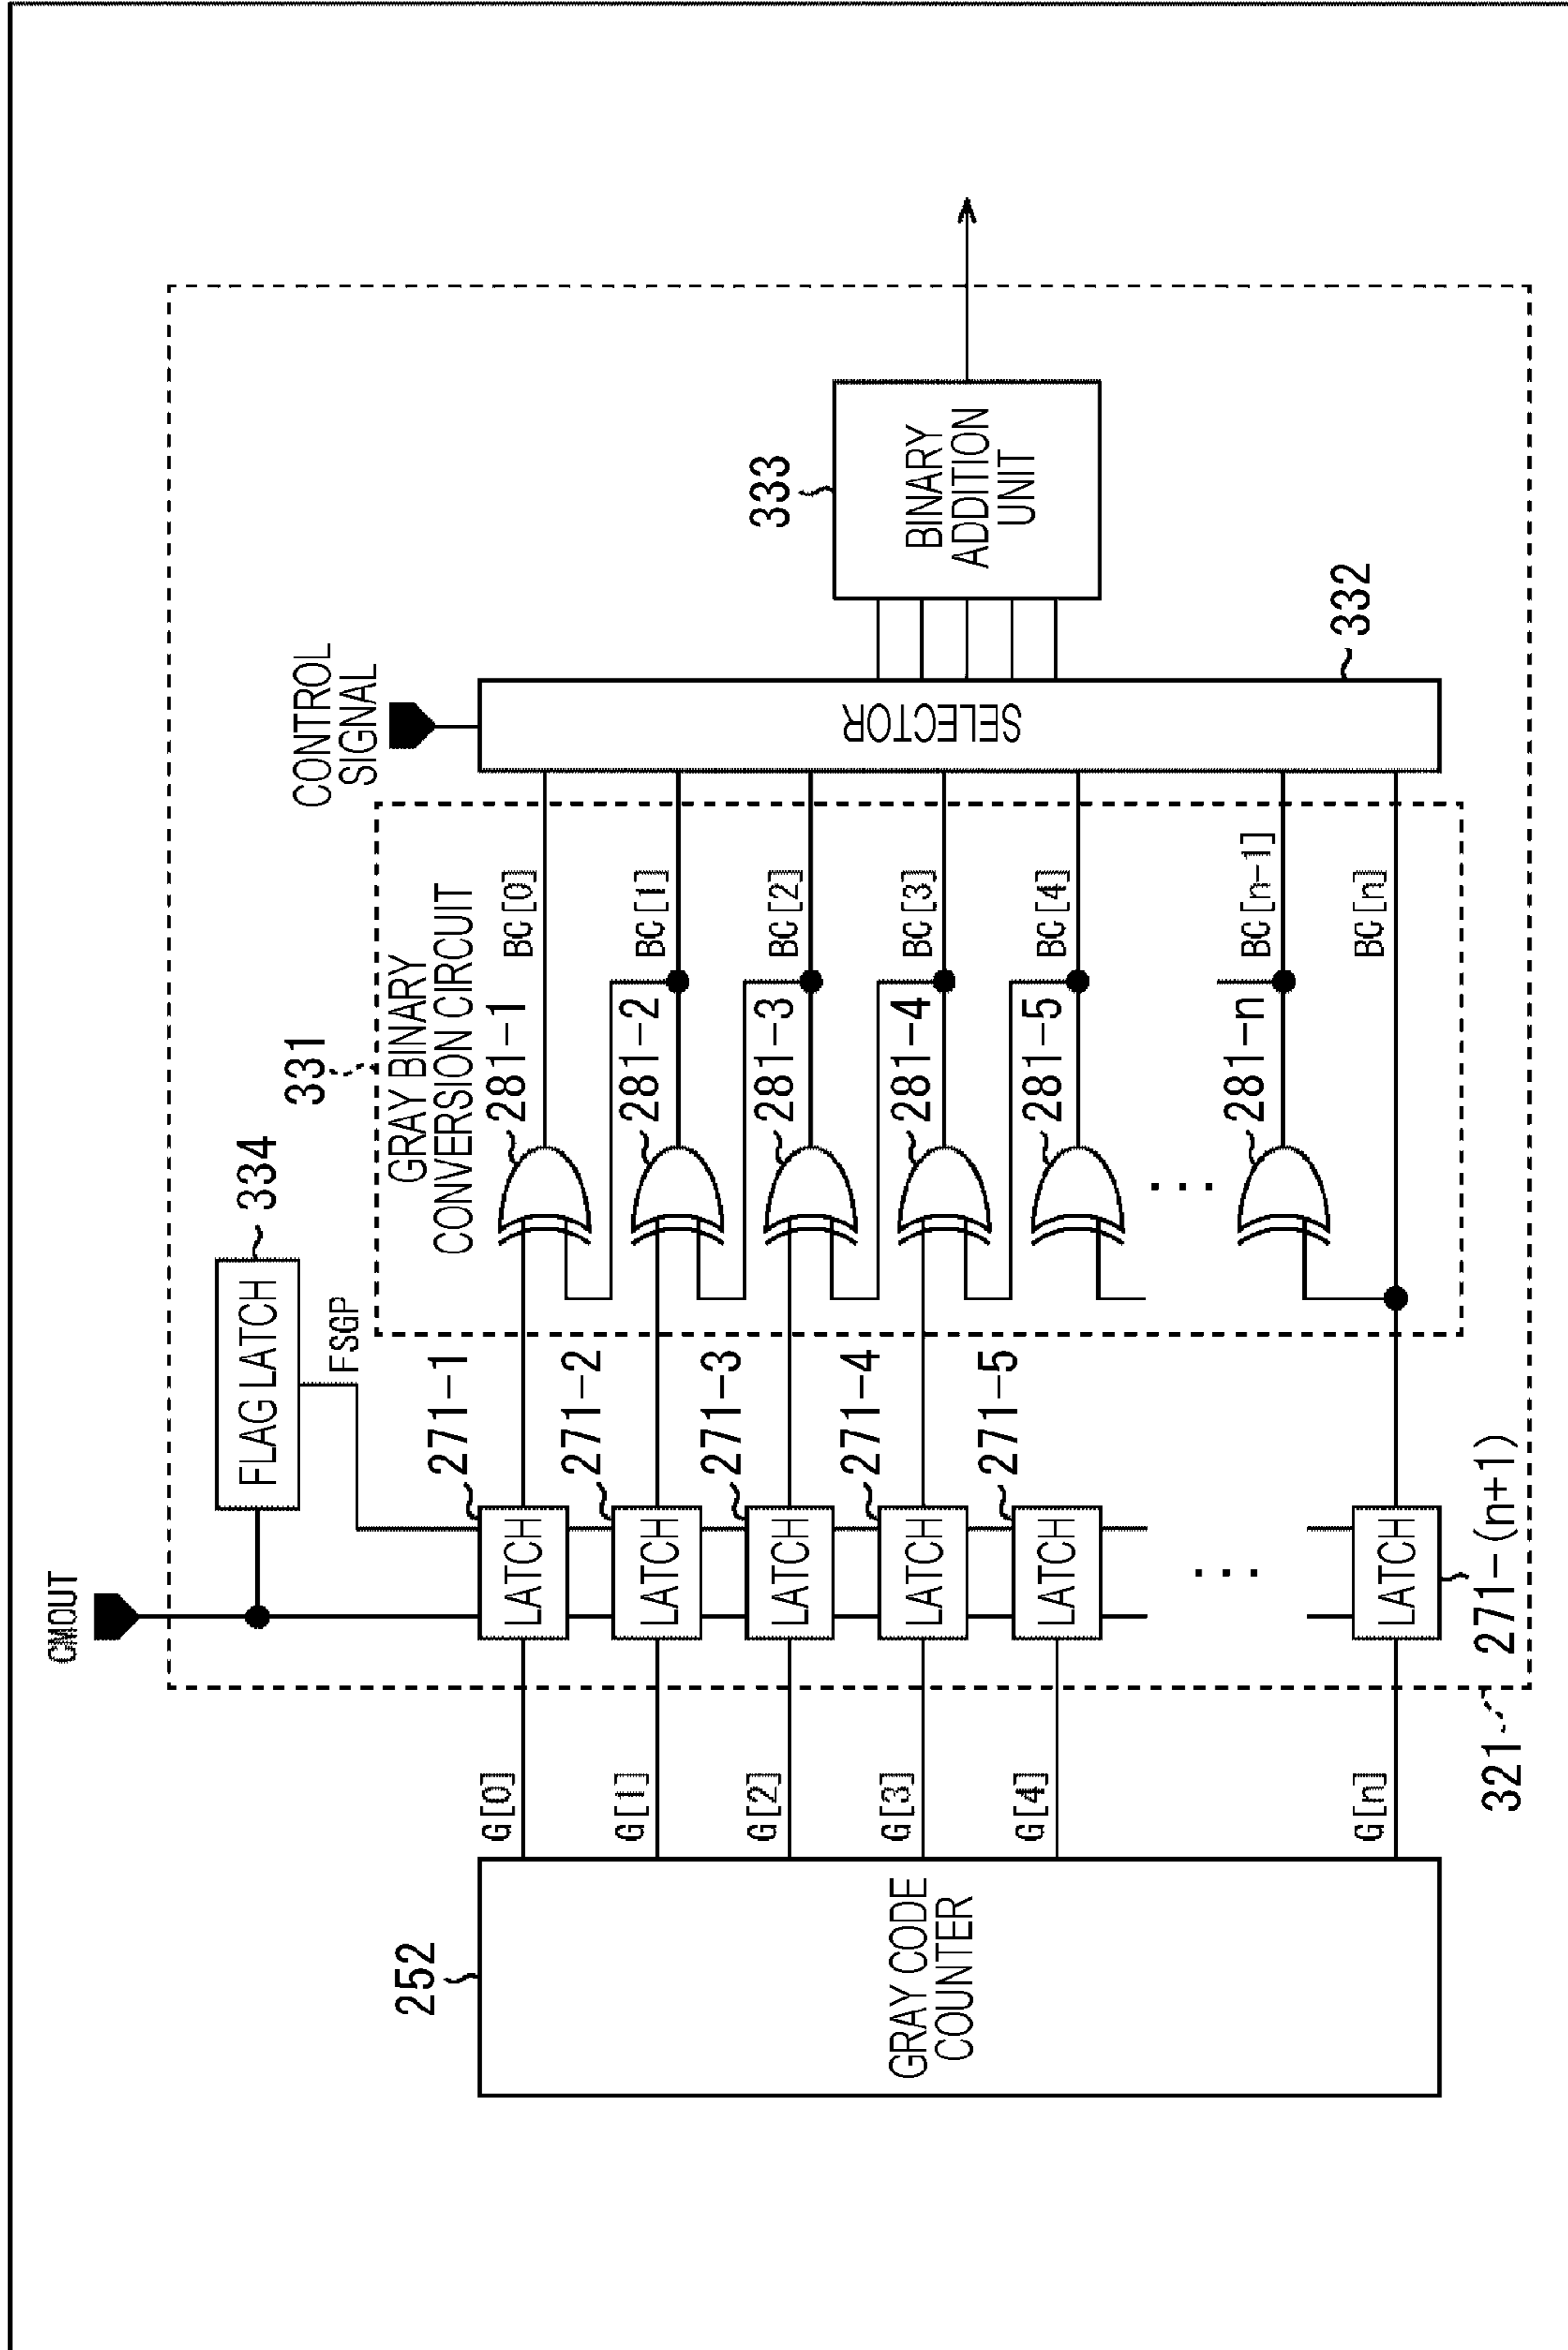 CMOUT
FLAG LATCH
334
FSGP
331
GRAY BINARY
CONVERSION CIRCUIT
CONTROL
SIGNAL
252
GRAY CODE
COUNTER
G[0]
G[1]
G[2]
G[3]
G[4]
G[n]
LATCH
271-1
LATCH
271-2
LATCH
271-3
LATCH
271-4
LATCH
271-5
LATCH
271-(n+1)
321
281-1
281-2
281-3
281-4
281-5
281-n
BC[0]
BC[1]
BC[2]
BC[3]
BC[4]
BC[n-1]
BC[n]
SELECTOR
332
333
BINARY
ADDITION
UNIT